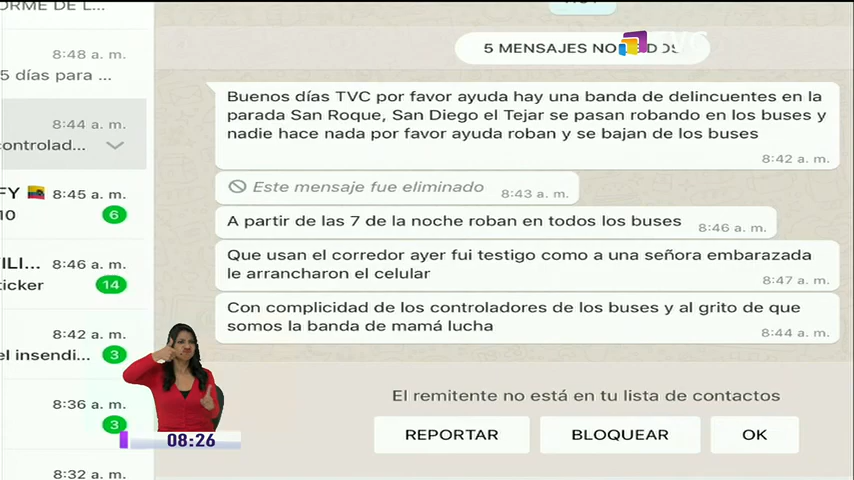 ORME DE L...
8:48 a. m.
5 días para ...
8:44 a. m.
controlad...
FY
8:45 a. m.
10
6
ILI...
8:46 a. m.
ticker
14
8:42 a. m.
el insendi...
3
8:36 a. m.
3
8:32 a. m.
HOY
5 MENSAJES NO
Buenos días TVC por favor ayuda hay una banda de delincuentes en la
parada San Roque, San Diego el Tejar se pasan robando en los buses y
nadie hace nada por favor ayuda roban y se bajan de los buses
8:42 a. m.
Este mensaje fue eliminado
8:43 a. m.
A partir de las 7 de la noche roban en todos los buses
8:46 a. m.
Que usan el corredor ayer fui testigo como a una señora embarazada
le arrancharon el celular
8:47 a. m.
Con complicidad de los controladores de los buses y al grito de que
somos la banda de mamá lucha
8:44 a. m.
El remitente no está en tu lista de contactos
REPORTAR
BLOQUEAR
OK
08:26